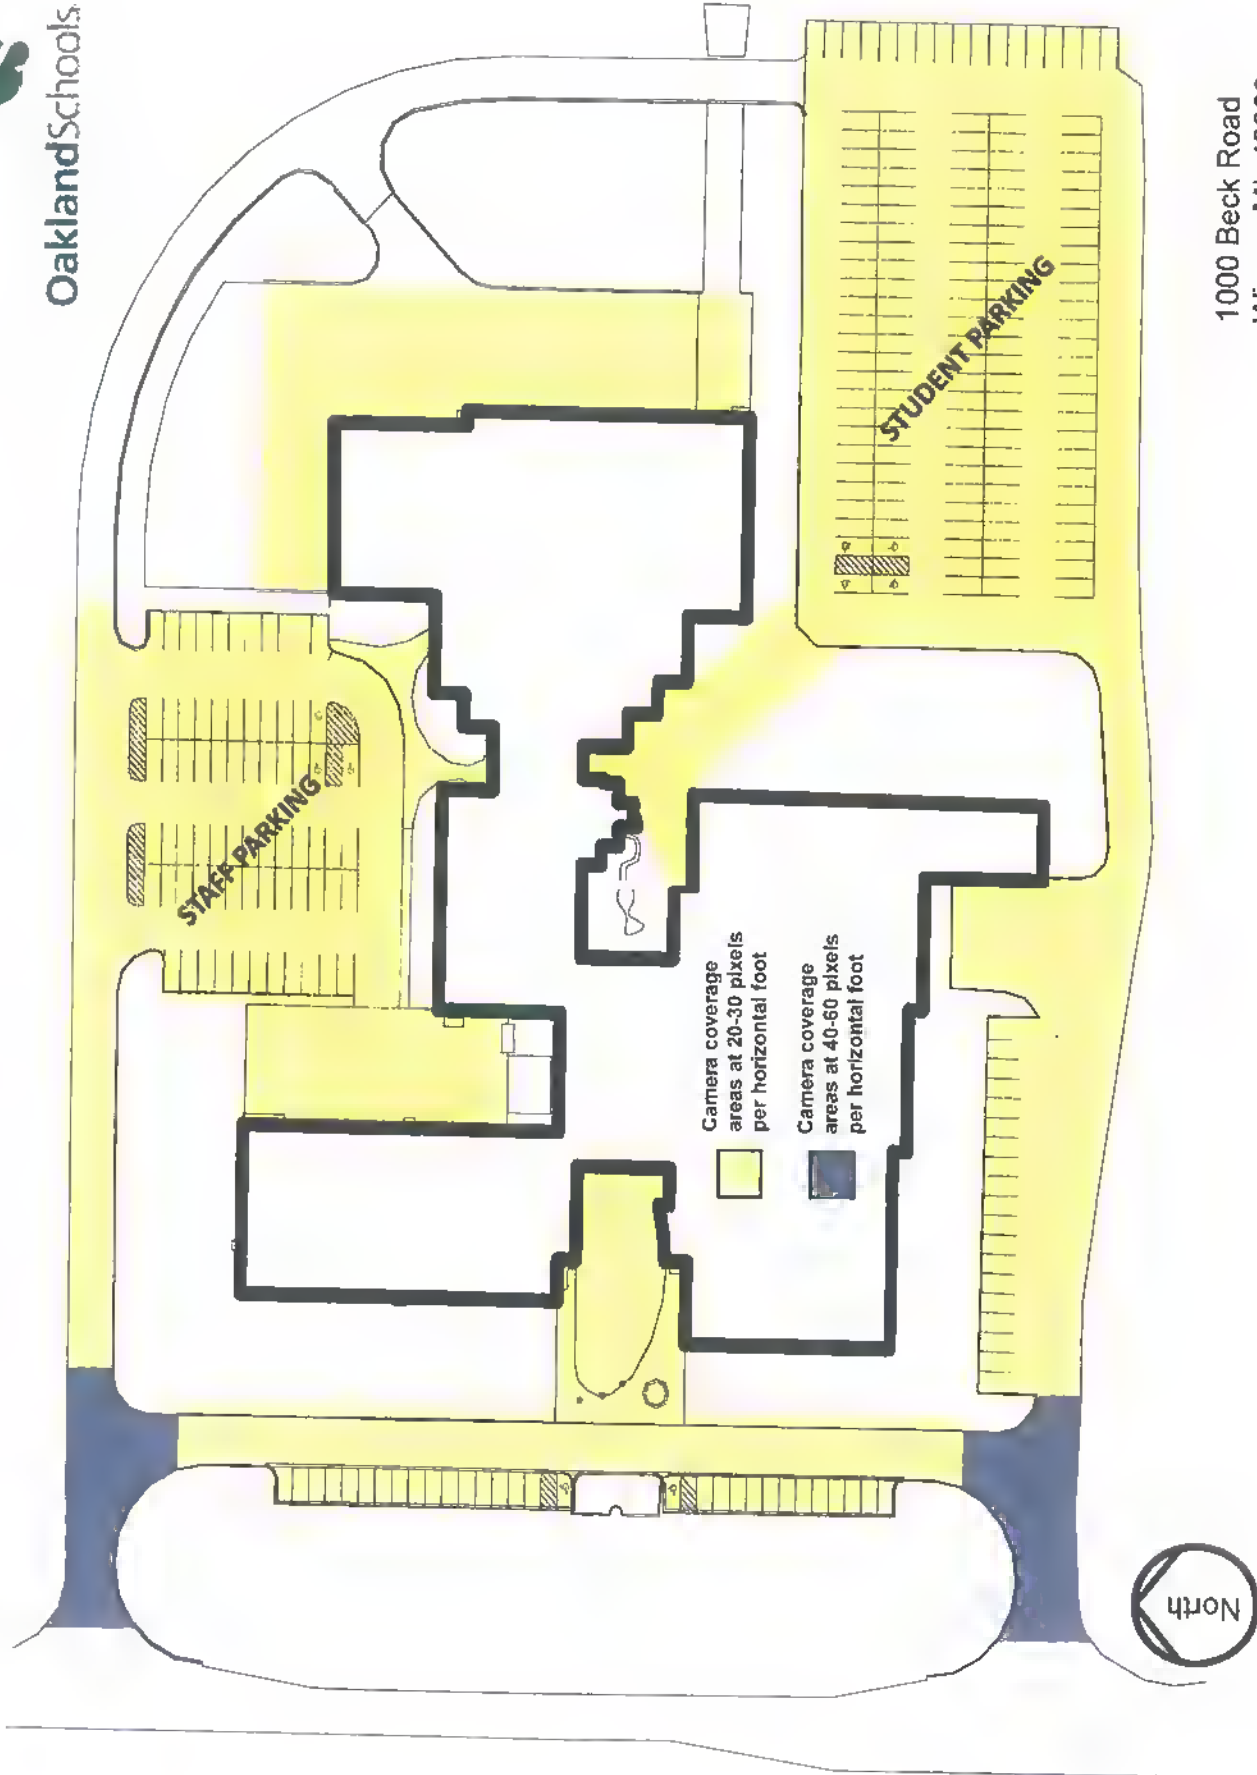 OaklandSchools
STAFF PARKING
STUDENT PARKING
Camera coverage
areas at 20-30 pixels
per horizontal foot
Camera coverage
areas at 40-60 pixels
per horizontal foot
North
1000 Beck Road